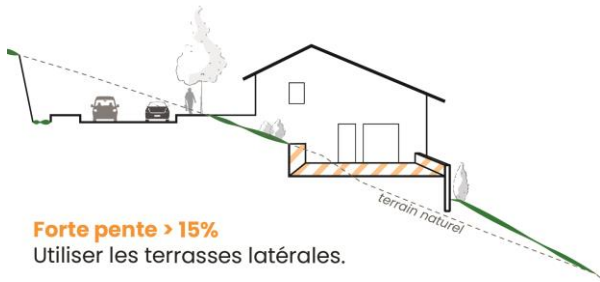 terrain naturel
Forte pente > 15%
Utiliser les terrasses latérales.